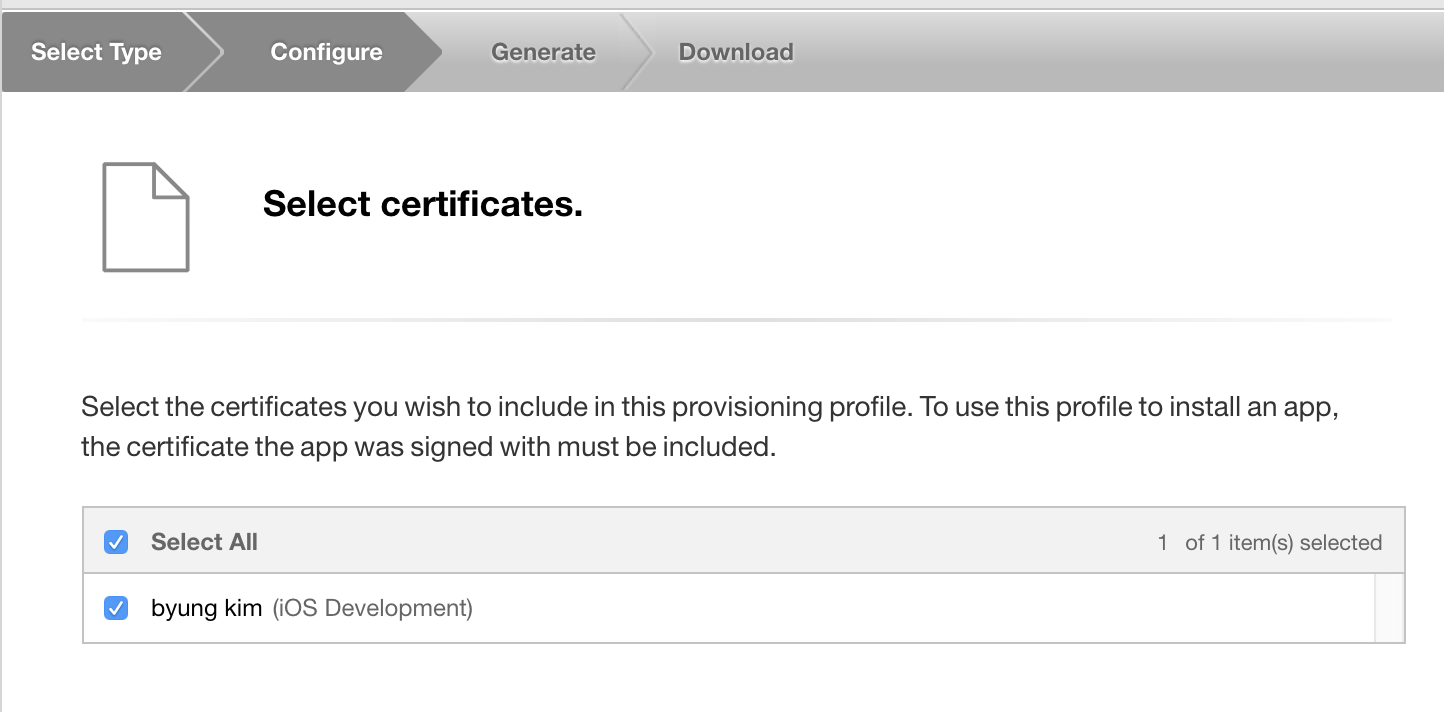 Select Type Configure Generate Download
Select certificates.
Select the certificates you wish to include in this provisioning profile. To use this profile to install an app,
the certificate the app was signed with must be included.
Select All 1 of 1 item(s) selected
byung kim (iOS Development)